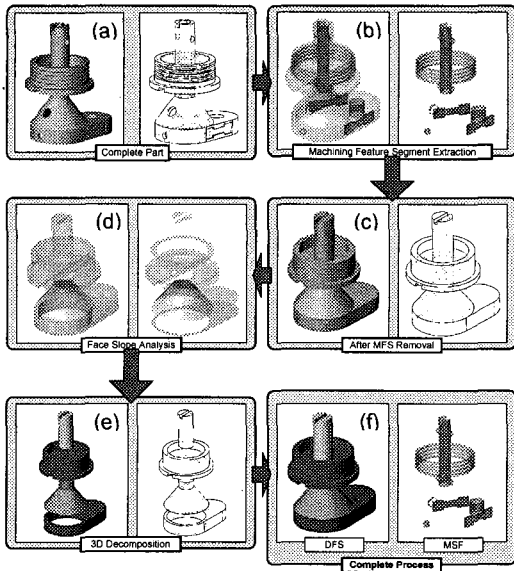 (a)
Complete Part
(b)
Machining Feature Segment Extraction
(d)
Face Slope Analysis
(c)
After MFS Removal
(e)
3D Decomposition
(f)
DFS
MSF
Complete Process